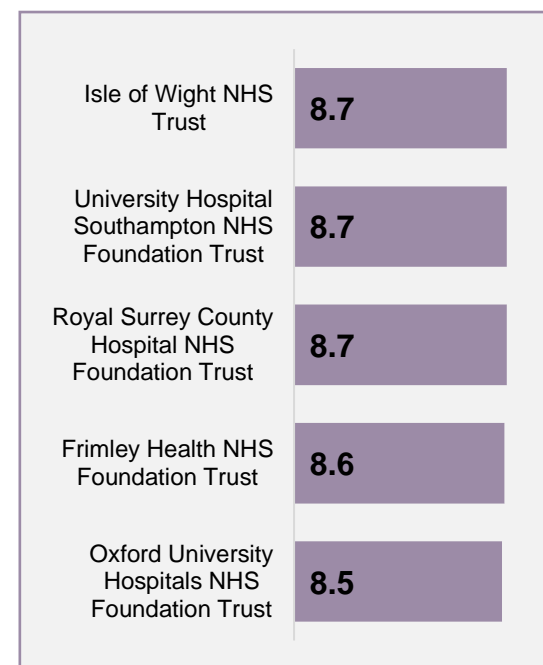 Isle of Wight NHS
Trust
8.7
University Hospital
Southampton NHS
Foundation Trust
8.7
Royal Surrey County
Hospital NHS
Foundation Trust
8.7
Frimley Health NHS
Foundation Trust
8.6
Oxford University
Hospitals NHS
Foundation Trust
8.5